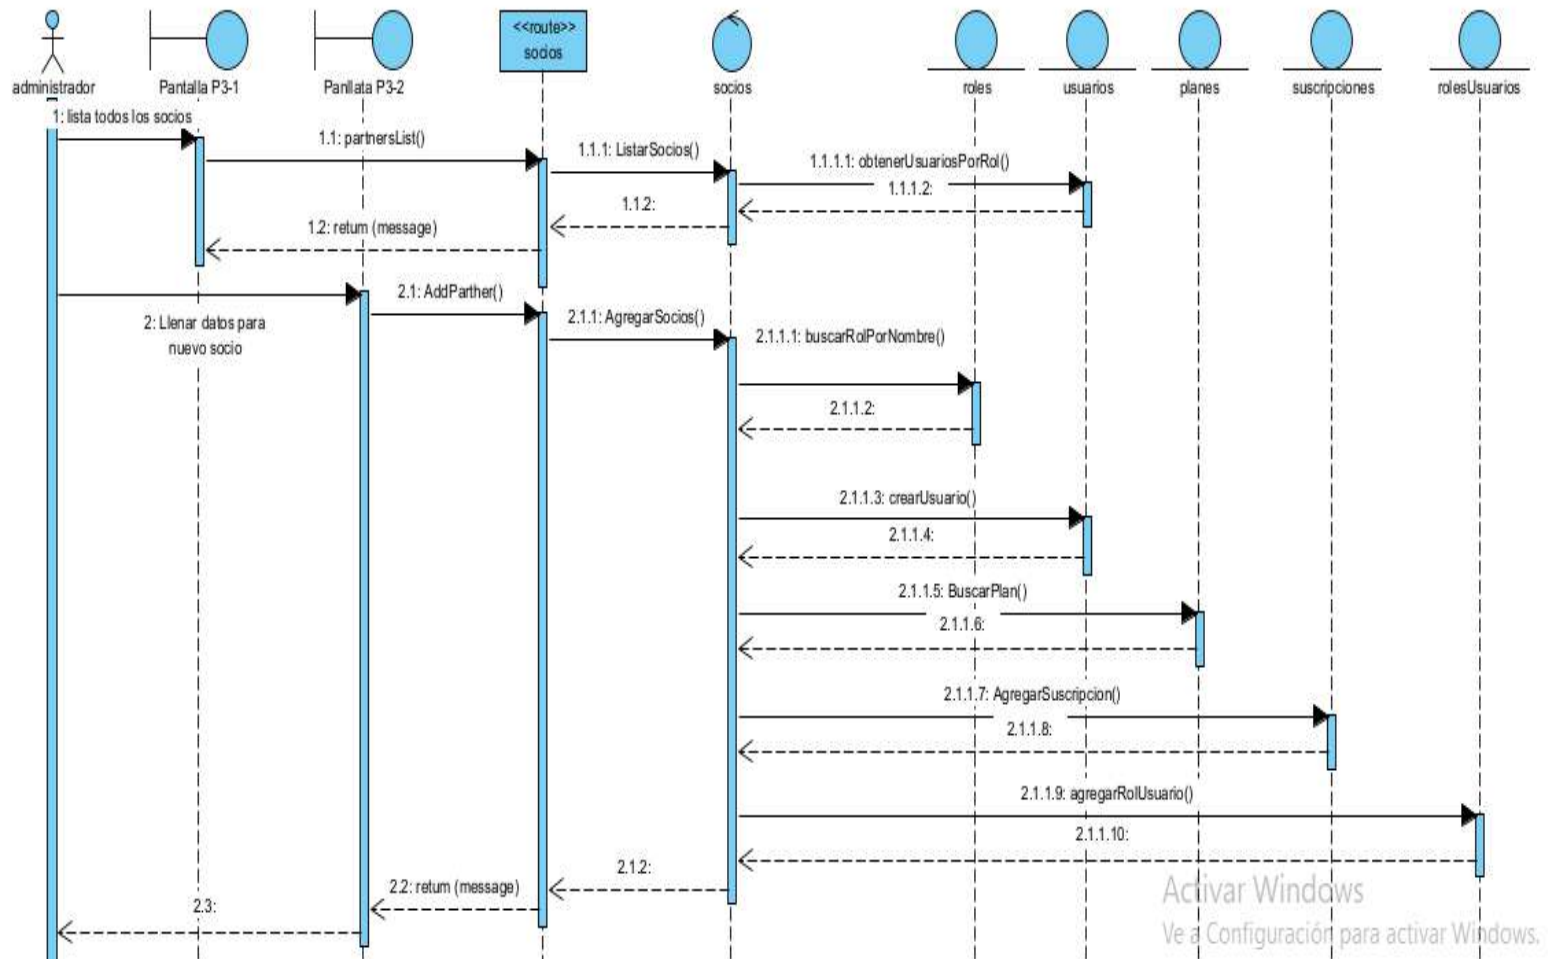 <<route>>
socios
administrador
Pantalla P3-1
Panllata P3-2
socios
roles
usuarios
planes
suscripciones
rolesUsuarios
1: lista todos los socios
1.1: partnersList()
1.1.1: ListarSocios()
1.1.1.1: obtenerUsuariosPorRol()
1.1.1.2:
1.1.2:
1.2: return (message)
2: Llenar datos para
nuevo socio
2.1: AddParther()
2.1.1: AgregarSocios()
2.1.1.1: buscarRolPorNombre()
2.1.1.2:
2.1.1.3: crearUsuario()
2.1.1.4:
2.1.1.5: BuscarPlan()
2.1.1.6:
2.1.1.7: AgregarSuscripcion()
2.1.1.8:
2.1.1.9: agregarRolUsuario()
2.1.1.10:
2.1.2:
2.2: return (message)
2.3:
Activar Windows
Ve a Configuración para activar Windows.